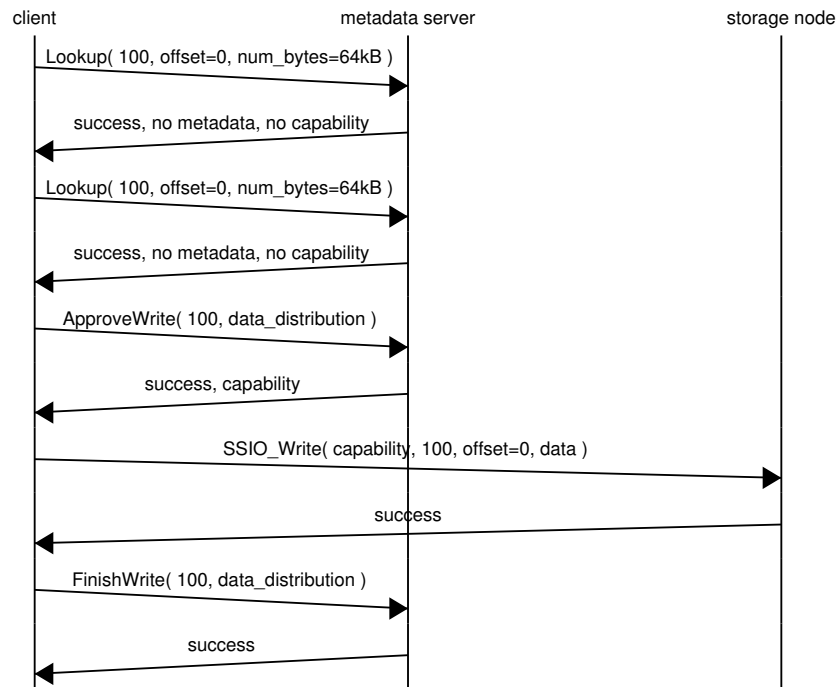 client metadata server storage node
Lookup( 100, offset=0, num_bytes=64kB )
success, no metadata, no capability
Lookup( 100, offset=0, num_bytes=64kB )
success, no metadata, no capability
ApproveWrite( 100, data_distribution )
success, capability
SSIO_Write( capability, 100, offset=0, data )
success
FinishWrite( 100, data_distribution )
success